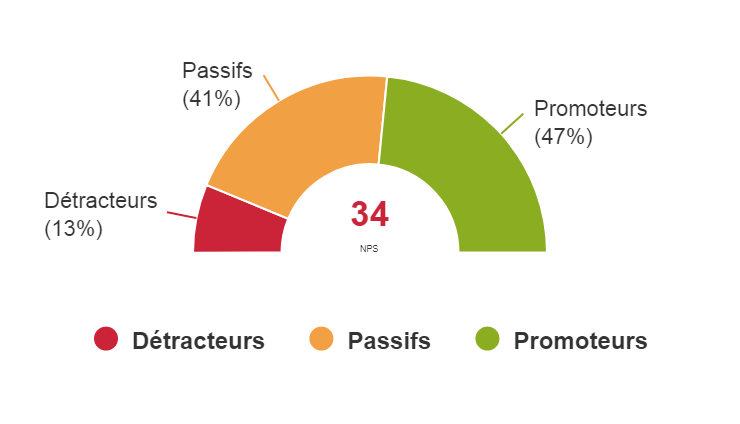 Passifs
(41%)
Promoteurs
(47%)
Détracteurs
(13%)
34
NPS
Détracteurs
Passifs
Promoteurs